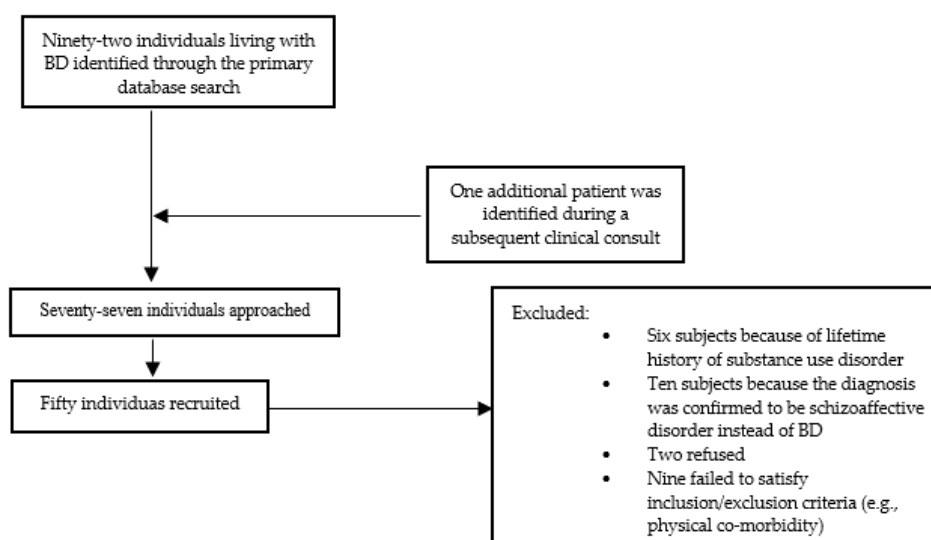 Ninety-two individuals living with
BD identified through the primary
database search
One additional patient was
identified during a
subsequent clinical consult
Seventy-seven individuals approached
Fifty individuas recruited
Excluded:
• Six subjects because of lifetime
history of substance use disorder
• Ten subjects because the diagnosis
was confirmed to be schizoaffective
disorder instead of BD
• Two refused
• Nine failed to satisfy
inclusion/exclusion criteria (e.g.,
physical co-morbidity)